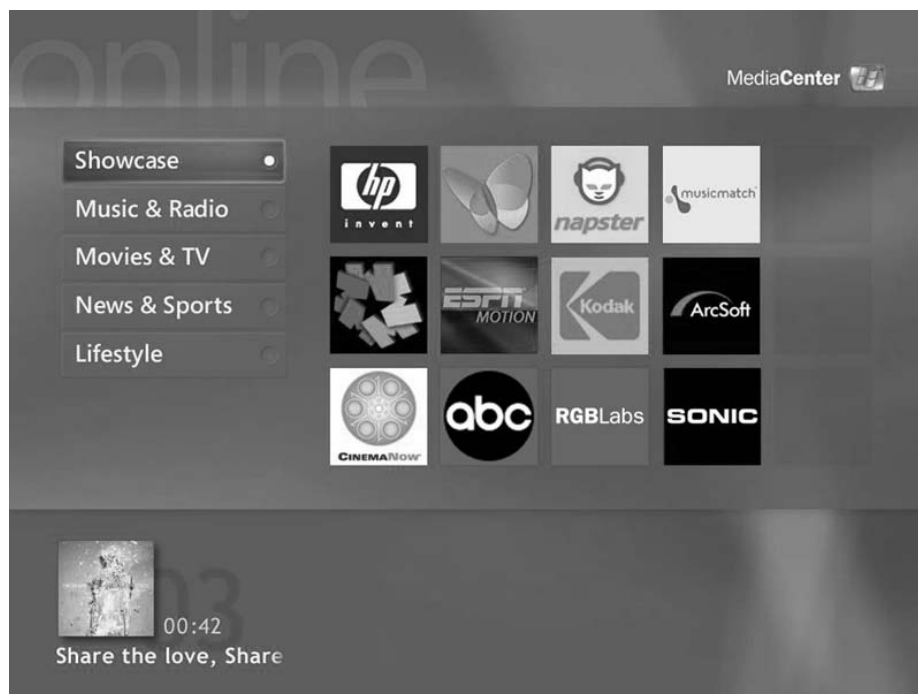 online
MediaCenter
Showcase
Music & Radio
Movies & TV
News & Sports
Lifestyle
hp
invent
napster
musicmatch
ESPN
MOTION
Kodak
ArcSoft
CINEMANOW
abc
RGBLabs
SONIC
03
00:42
Share the love, Share